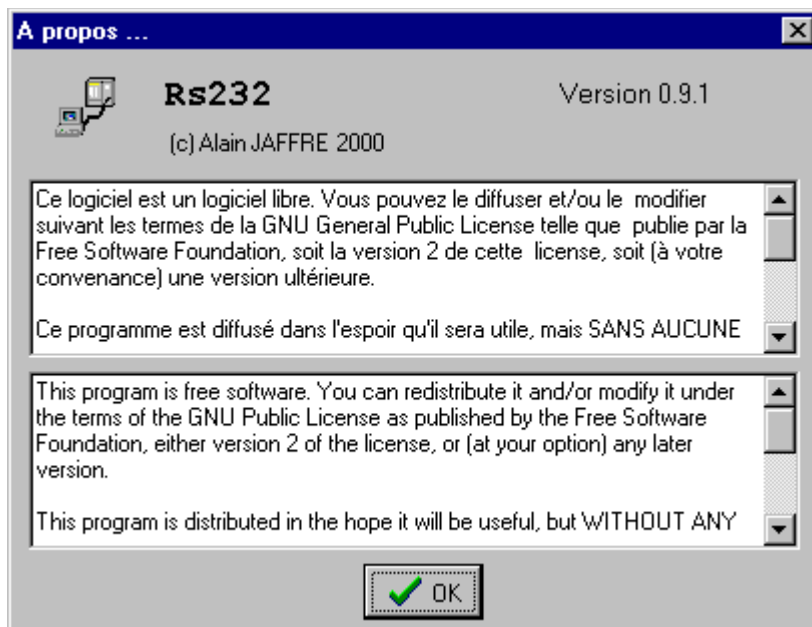 A propos ...
Rs232
Version 0.9.1
(c) Alain JAFFRE 2000
Ce logiciel est un logiciel libre. Vous pouvez le diffuser et/ou le  modifier
suivant les termes de la GNU General Public License telle que  publie par la
Free Software Foundation, soit la version 2 de cette  license, soit (à votre
convenance) une version ultérieure.
Ce programme est diffusé dans l'espoir qu'il sera utile, mais SANS AUCUNE
This program is free software. You can redistribute it and/or modify it under
the terms of the GNU Public License as published by the Free Software
Foundation, either version 2 of the license, or (at your option) any later
version.
This program is distributed in the hope it will be useful, but WITHOUT ANY
OK